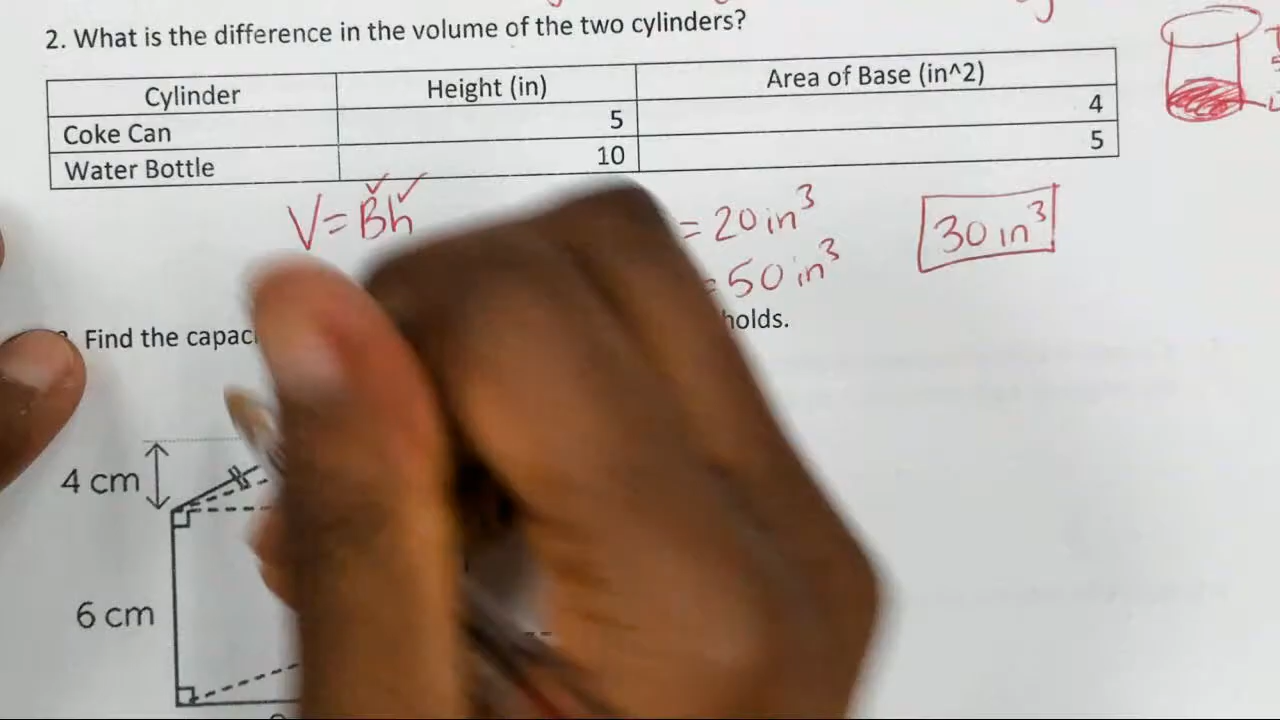 2. What is the difference in the volume of the two cylinders?
Cylinder Height (in) Area of Base (in^2)
Coke Can 5 4
Water Bottle 10 5
V = Bh = 20 in³ 30 in³
= 50 in³
Find the holds.
4 cm
6 cm